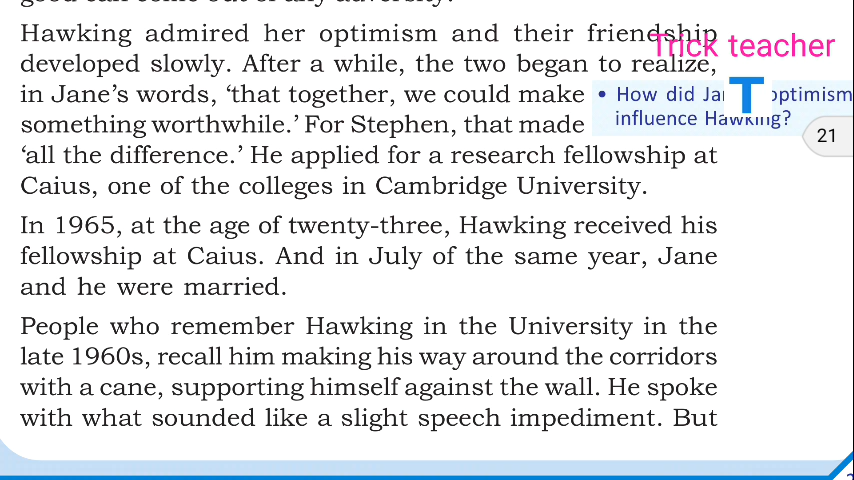 Hawking admired her optimism and their friendship
developed slowly. After a while, the two began to realize,
in Jane's words, ‘that together, we could make
something worthwhile.’ For Stephen, that made
‘all the difference.’ He applied for a research fellowship at
Caius, one of the colleges in Cambridge University.
In 1965, at the age of twenty-three, Hawking received his
fellowship at Caius. And in July of the same year, Jane
and he were married.
People who remember Hawking in the University in the
late 1960s, recall him making his way around the corridors
with a cane, supporting himself against the wall. He spoke
with what sounded like a slight speech impediment. But
Trick teacher
T
• How did optimism
influence Hawking?
21